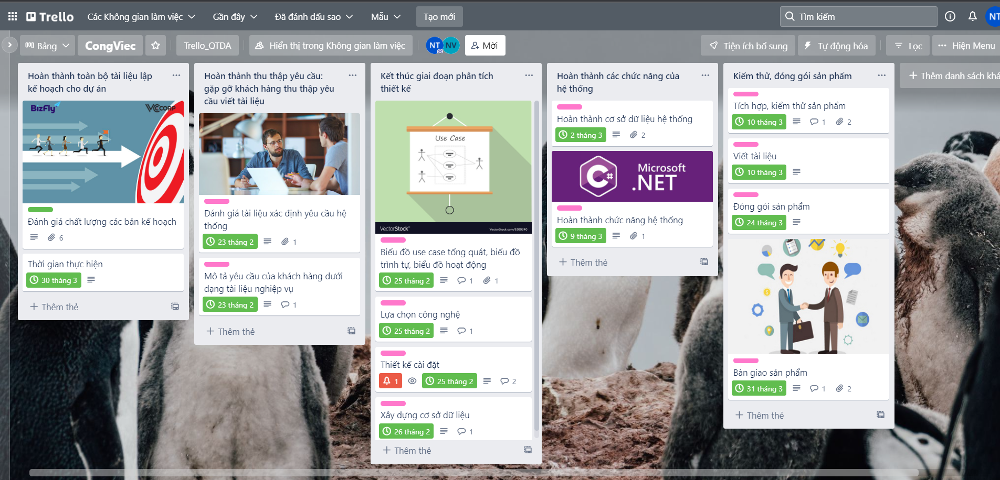 Trello
Các Không gian làm việc
Gần đây
Đã đánh dấu sao
Mẫu
Tạo mới
Tìm kiếm
NT
Bảng
CongViec
Trello_QTDA
Hiển thị trong Không gian làm việc
NT
NV
Mời
Tiện ích bổ sung
Tự động hóa
Lọc
Hiện Menu
Hoàn thành toàn bộ tài liệu lập
kế hoạch cho dự án
BizFly
VCCORP
Đánh giá chất lượng các bản kế hoạch
6
Thời gian thực hiện
30 tháng 3
Thêm thẻ
Hoàn thành thu thập yêu cầu:
gặp gỡ khách hàng thu thập yêu
cầu viết tài liệu
Đánh giá tài liệu xác định yêu cầu hệ
thống
23 tháng 2
1
Mô tả yêu cầu của khách hàng dưới
dạng tài liệu nghiệp vụ
23 tháng 2
1
Thêm thẻ
Kết thúc giai đoạn phân tích
thiết kế
Use Case
VectorStock®
VectorStock.com/9300340
Biểu đồ use case tổng quát, biểu đồ
trình tự, biểu đồ hoạt động
25 tháng 2
1
1
Lựa chọn công nghệ
25 tháng 2
1
Thiết kế cài đặt
1
25 tháng 2
2
Xây dựng cơ sở dữ liệu
26 tháng 2
1
Thêm thẻ
Hoàn thành các chức năng của
hệ thống
Hoàn thành cơ sở dữ liệu hệ thống
2 tháng 3
2
C#
Microsoft
.NET
Hoàn thành chức năng hệ thống
9 tháng 3
1
Thêm thẻ
Kiểm thử, đóng gói sản phẩm
Tích hợp, kiểm thử sản phẩm
10 tháng 3
1
2
Viết tài liệu
10 tháng 3
Đóng gói sản phẩm
24 tháng 3
Bàn giao sản phẩm
31 tháng 3
1
2
Thêm thẻ
Thêm danh sách khá